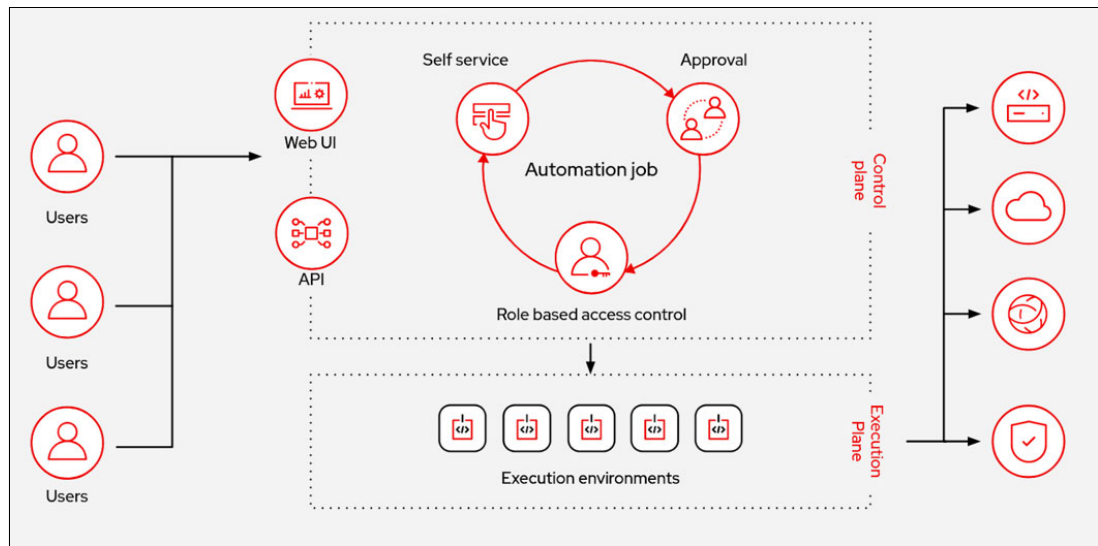 Self service
Approval
Web UI
Users
Automation job
Control
plane
API
Role based access control
Users
Execution environments
Execution
Plane
Users